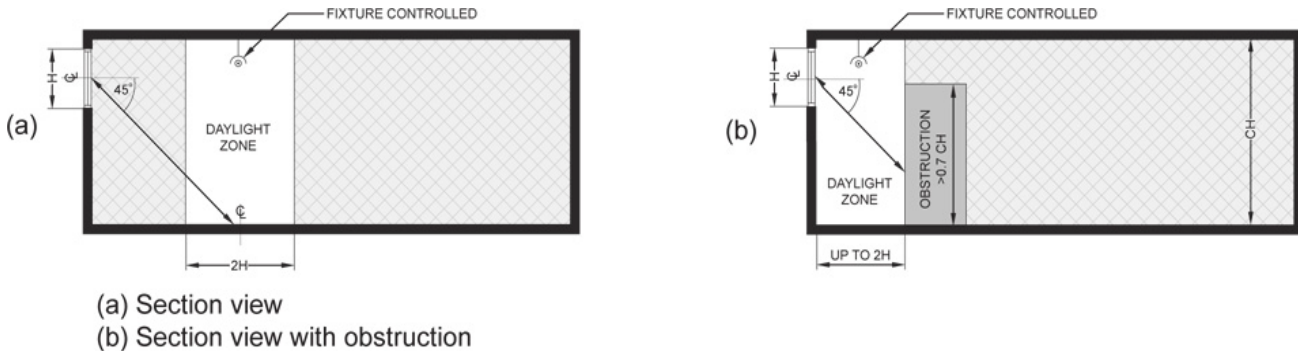 FIXTURE CONTROLLED
H
℄
45°
(a)
DAYLIGHT
ZONE
℄
2H
FIXTURE CONTROLLED
H
℄
45°
(b)
OBSTRUCTION
>0.7 CH
CH
DAYLIGHT
ZONE
UP TO 2H
(a) Section view
(b) Section view with obstruction